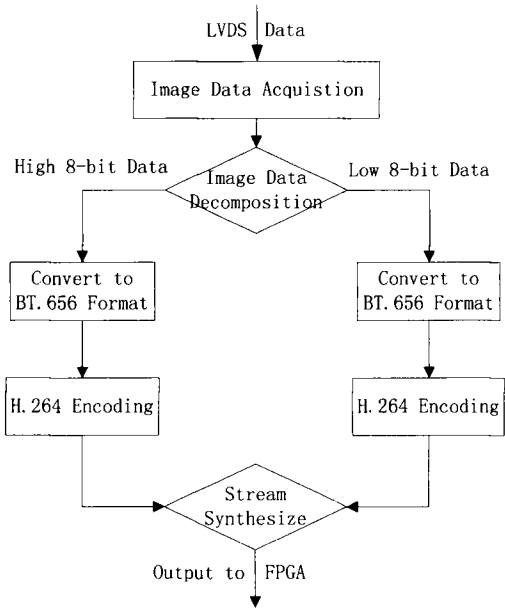 LVDS Data
Image Data Acquistion
High 8-bit Data
Image Data
Decomposition
Low 8-bit Data
Convert to
BT.656 Format
Convert to
BT.656 Format
H.264 Encoding
H.264 Encoding
Stream
Synthesize
Output to FPGA